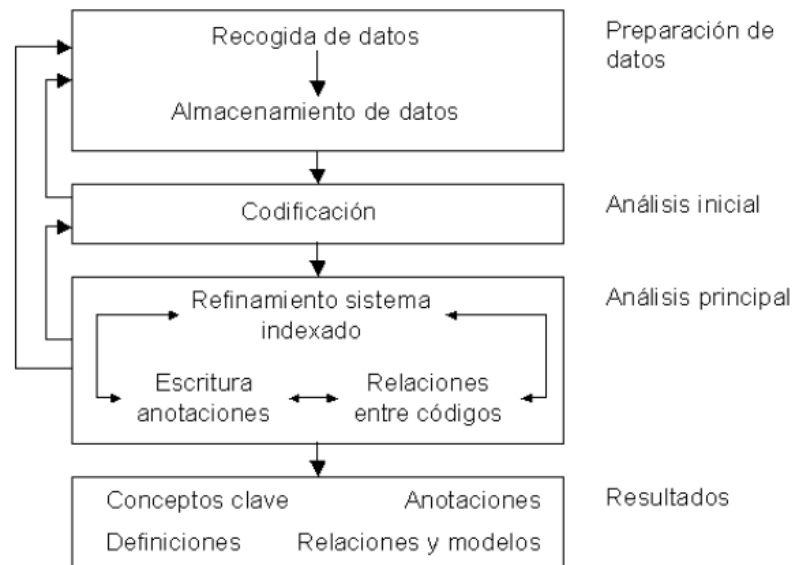 Recogida de datos
Almacenamiento de datos
Preparación de
datos
Codificación
Análisis inicial
Refinamiento sistema
indexado
Escritura
anotaciones
Relaciones
entre códigos
Análisis principal
Conceptos clave
Anotaciones
Definiciones
Relaciones y modelos
Resultados